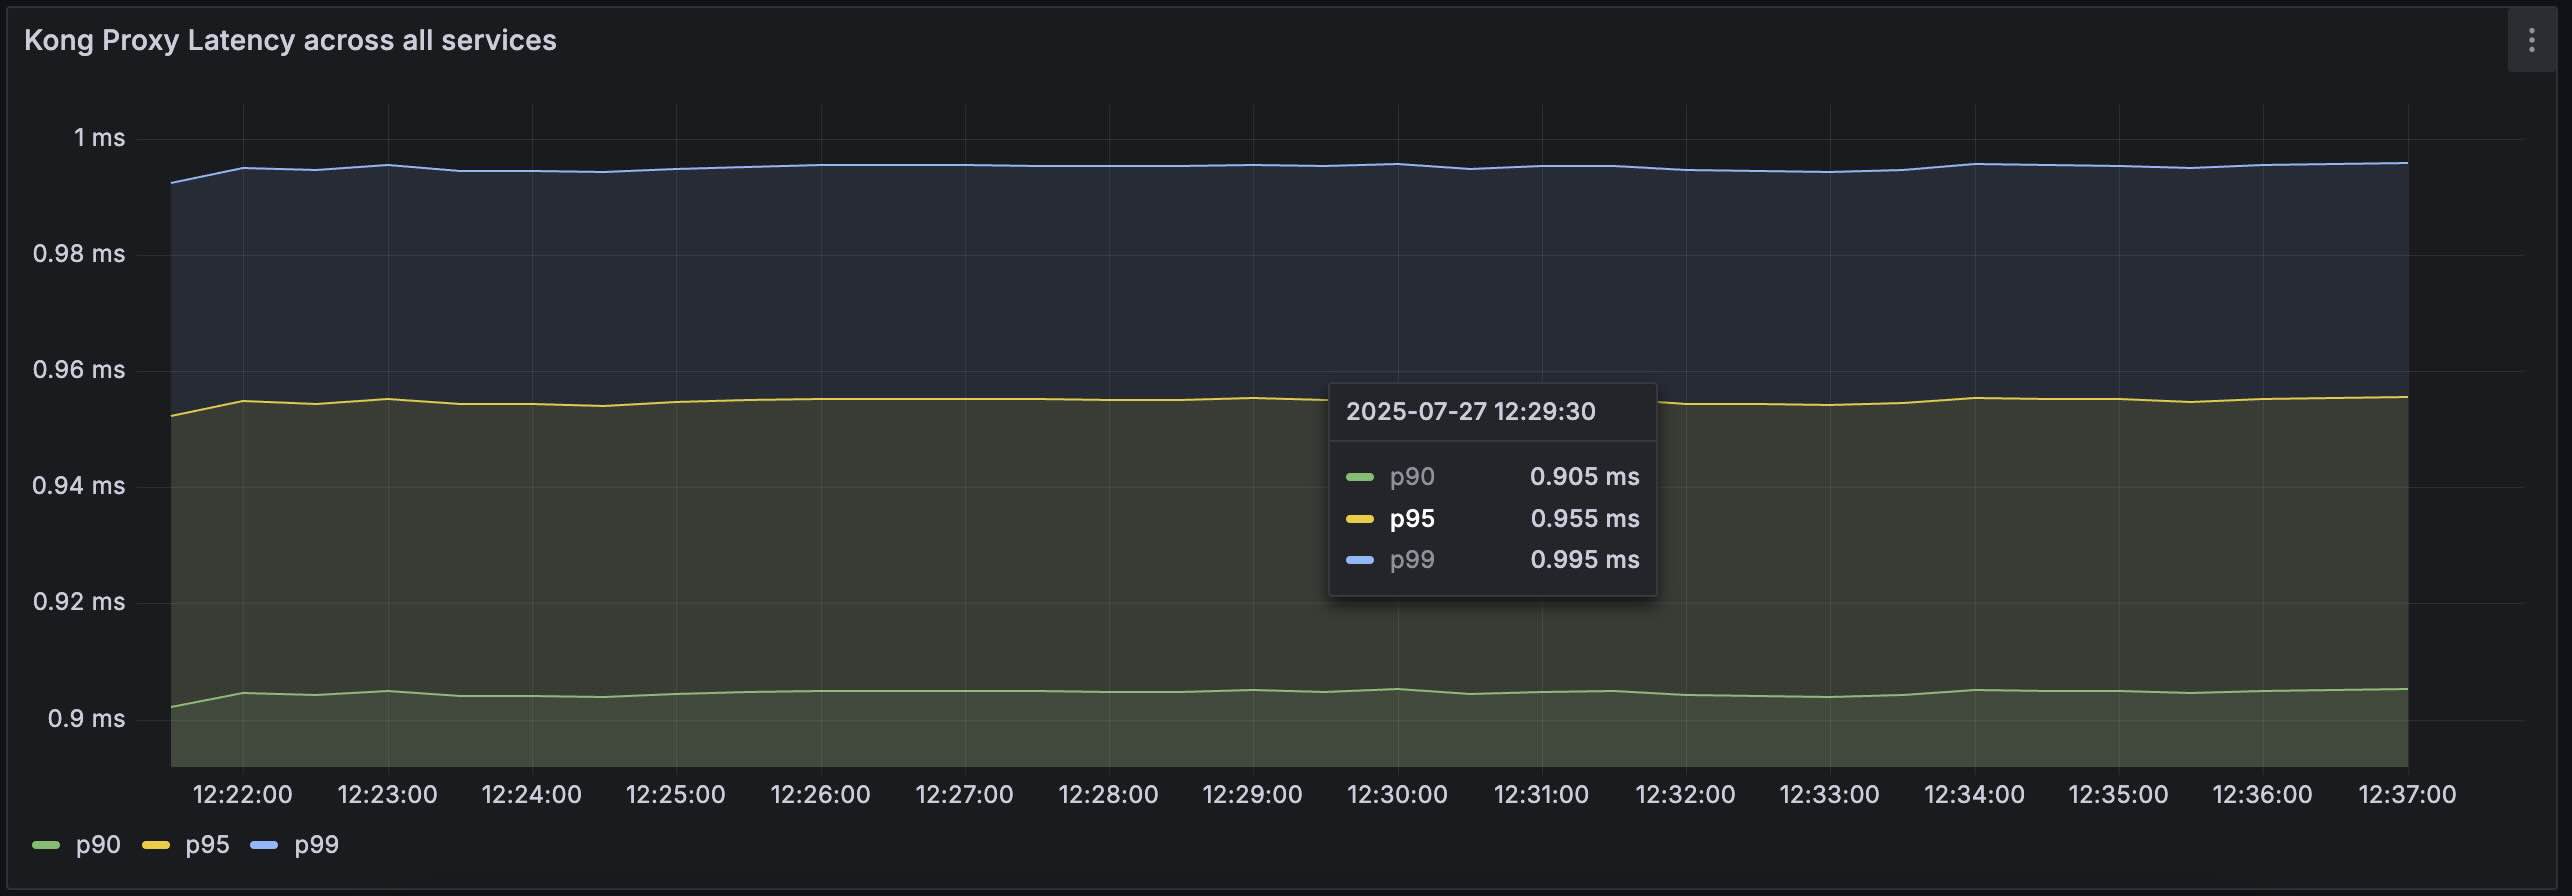 Kong Proxy Latency across all services
1 ms
0.98 ms
0.96 ms
0.94 ms
0.92 ms
0.9 ms
2025-07-27 12:29:30
p90 0.905 ms
p95 0.955 ms
p99 0.995 ms
12:22:00 12:23:00 12:24:00 12:25:00 12:26:00 12:27:00 12:28:00 12:29:00 12:30:00 12:31:00 12:32:00 12:33:00 12:34:00 12:35:00 12:36:00 12:37:00
p90 p95 p99